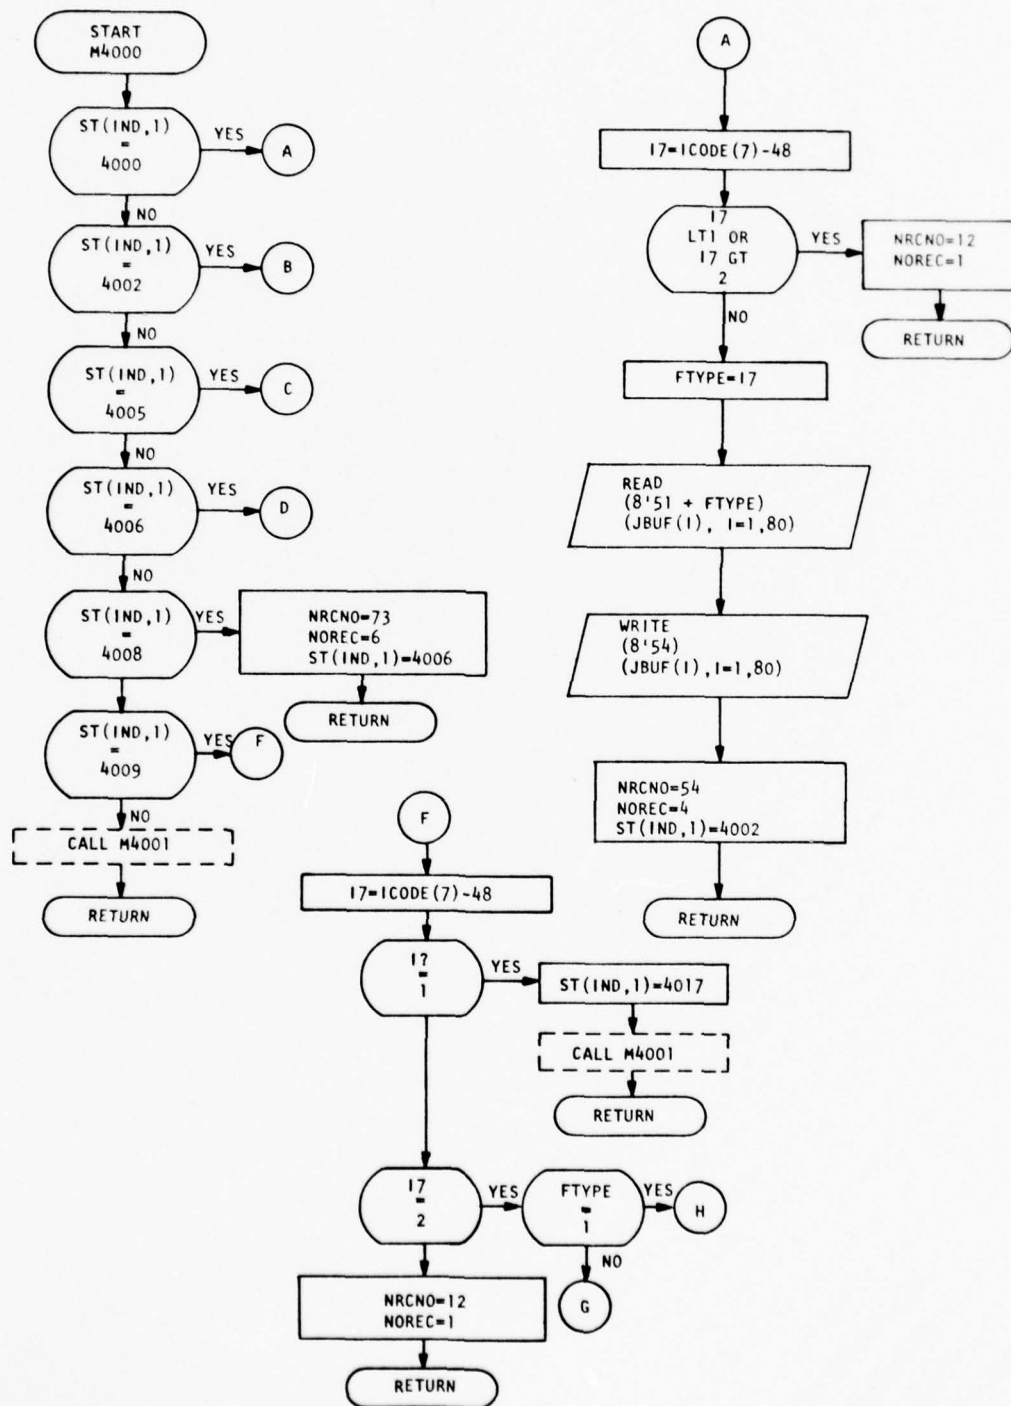 START
M4000
ST(IND,1)
=
4000
YES
A
NO
ST(IND,1)
=
4002
YES
B
NO
ST(IND,1)
=
4005
YES
C
NO
ST(IND,1)
=
4006
YES
D
NO
ST(IND,1)
=
4008
YES
NRCNO=73
NOREC=6
ST(IND,1)=4006
RETURN
ST(IND,1)
=
4009
YES
F
NO
CALL M4001
RETURN
A
I7=ICODE(7)-48
I7
LT1 OR
I7 GT
2
YES
NRCNO=12
NOREC=1
RETURN
NO
FTYPE=I7
READ
(8'51 + FTYPE)
(JBUF(I), I=1,80)
WRITE
(8'54)
(JBUF(I),I=1,80)
NRCNO=54
NOREC=4
ST(IND,1)=4002
RETURN
F
I7=ICODE(7)-48
I7
=
1
YES
ST(IND,1)=4017
CALL M4001
RETURN
I7
=
2
YES
FTYPE
=
1
YES
H
NO
G
NRCNO=12
NOREC=1
RETURN